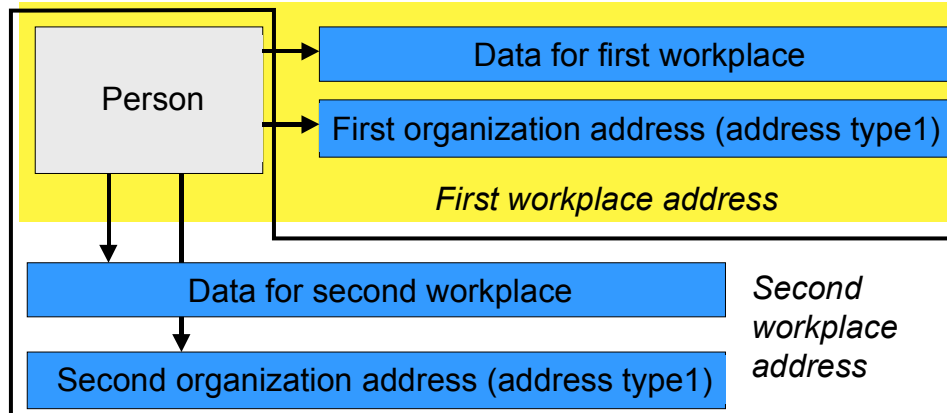 Data for first workplace
Person
First organization address (address type1)
First workplace address
Data for second workplace
Second
workplace
address
Second organization address (address type1)